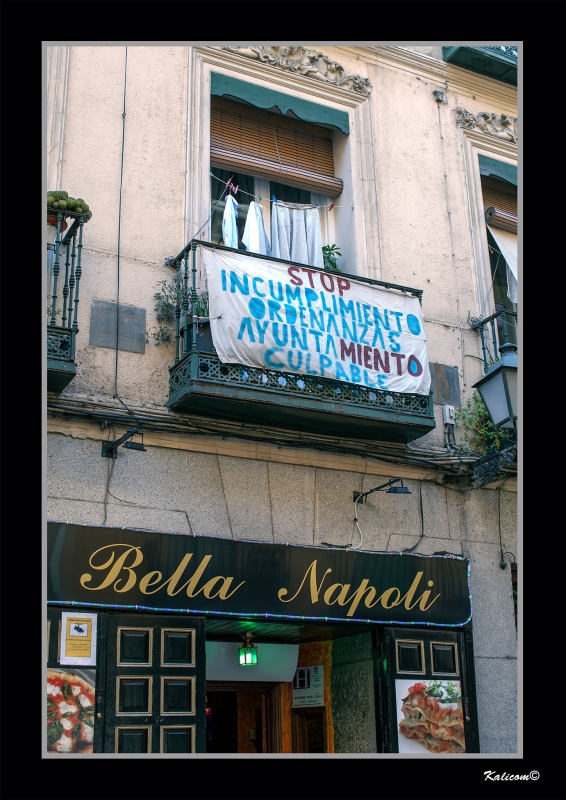 STOP
INCUMPLIMIENTO
ORDENANZAS
AYUNTAMIENTO
CULPABLE
Bella Napoli
H
Kalicom©